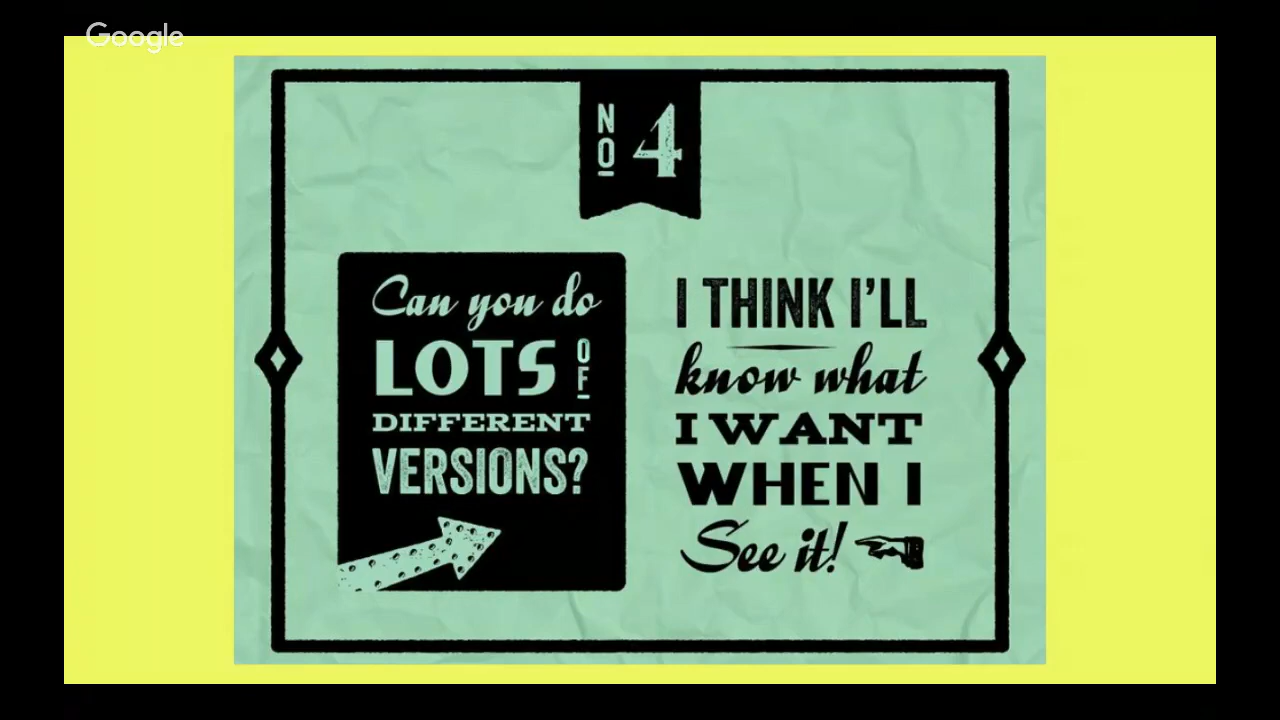 Google
NO 4
Can you do
LOTS OF
DIFFERENT
VERSIONS?
I THINK I'LL
know what
I WANT
WHEN I
See it!